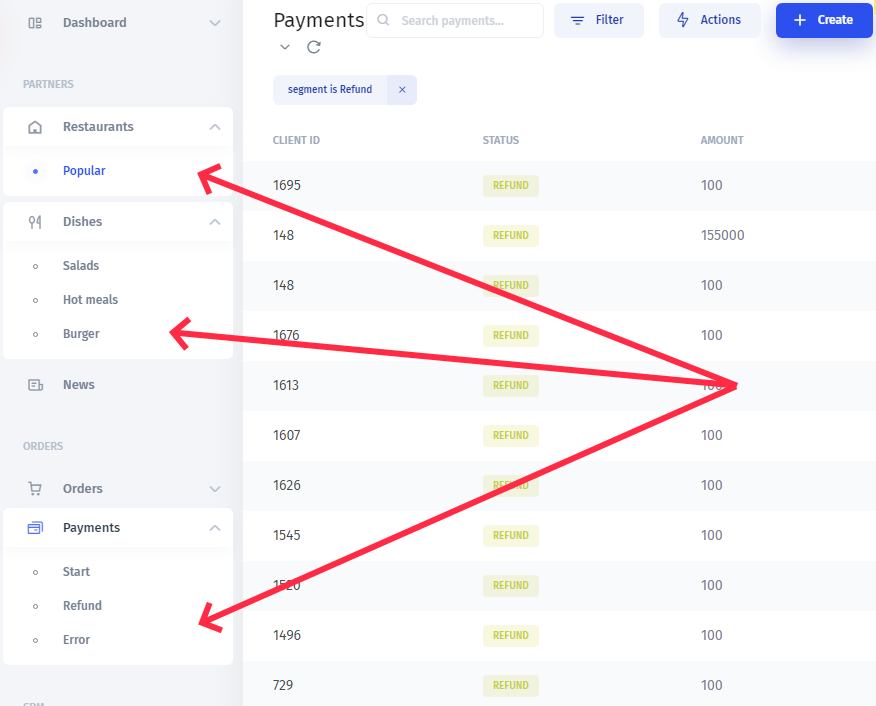 Dashboard
PARTNERS
Restaurants
Popular
Dishes
Salads
Hot meals
Burger
News
ORDERS
Orders
Payments
Start
Refund
Error
Payments
Search payments...
Filter
Actions
Create
segment is Refund ×
CLIENT ID STATUS AMOUNT
1695 REFUND 100
148 REFUND 155000
148 REFUND 100
1676 REFUND 100
1613 REFUND 100
1607 REFUND 100
1626 REFUND 100
1545 REFUND 100
1520 REFUND 100
1496 REFUND 100
729 REFUND 100